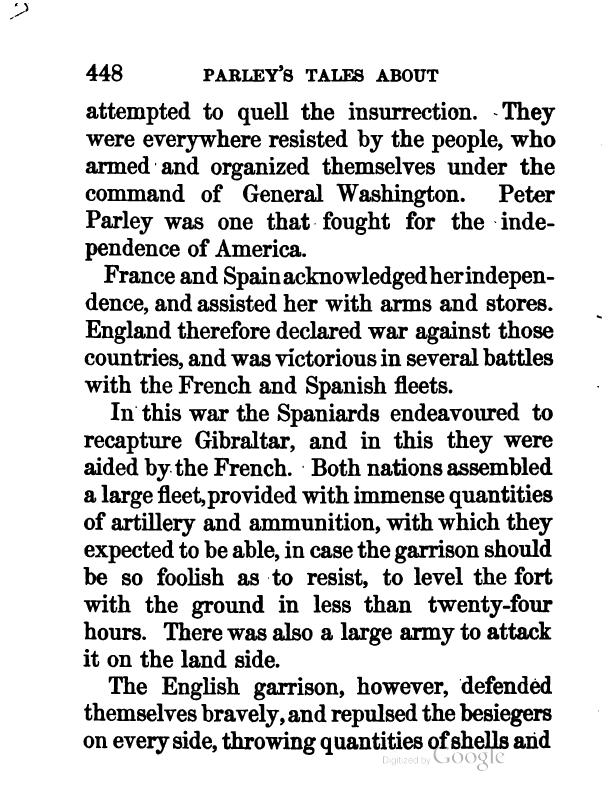 448 PARLEY'S TALES ABOUT
attempted to quell the insurrection. They
were everywhere resisted by the people, who
armed and organized themselves under the
command of General Washington. Peter
Parley was one that fought for the inde-
pendence of America.
France and Spain acknowledged her indepen-
dence, and assisted her with arms and stores.
England therefore declared war against those
countries, and was victorious in several battles
with the French and Spanish fleets.
In this war the Spaniards endeavoured to
recapture Gibraltar, and in this they were
aided by the French. Both nations assembled
a large fleet, provided with immense quantities
of artillery and ammunition, with which they
expected to be able, in case the garrison should
be so foolish as to resist, to level the fort
with the ground in less than twenty-four
hours. There was also a large army to attack
it on the land side.
The English garrison, however, defended
themselves bravely, and repulsed the besiegers
on every side, throwing quantities of shells and
Digitized by Google